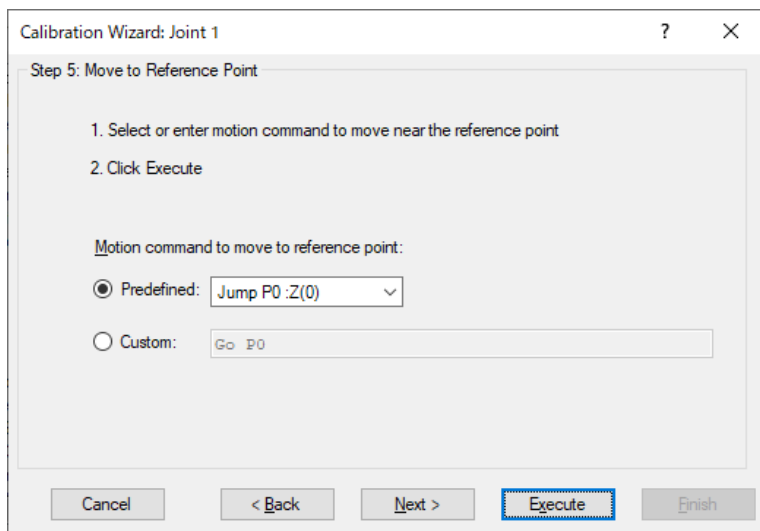 Calibration Wizard: Joint 1 ?
Step 5: Move to Reference Point
1. Select or enter motion command to move near the reference point
2. Click Execute
Motion command to move to reference point:
Predefined: Jump P0 :Z(0)
Custom: Go P0
Cancel < Back Next > Execute Finish